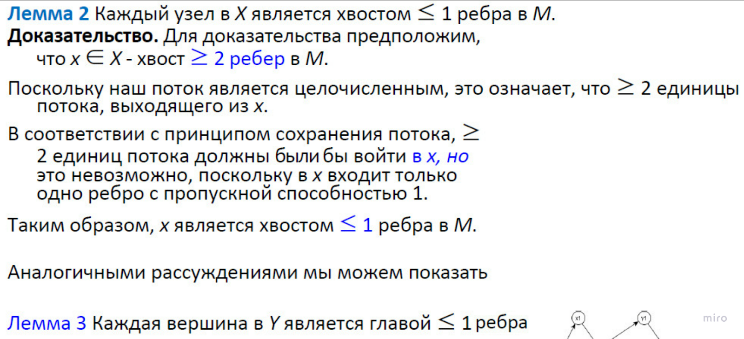 Лемма 2 Каждый узел в X является хвостом ≤ 1 ребра в M.
Доказательство. Для доказательства предположим,
что x ∈ X - хвост ≥ 2 ребер в M.
Поскольку наш поток является целочисленным, это означает, что ≥ 2 единицы
потока, выходящего из x.
В соответствии с принципом сохранения потока, ≥
2 единиц потока должны были бы войти в x, но
это невозможно, поскольку в x входит только
одно ребро с пропускной способностью 1.
Таким образом, x является хвостом ≤ 1 ребра в M.
Аналогичными рассуждениями мы можем показать
x1 y1 miro
Лемма 3 Каждая вершина в Y является главой ≤ 1 ребра